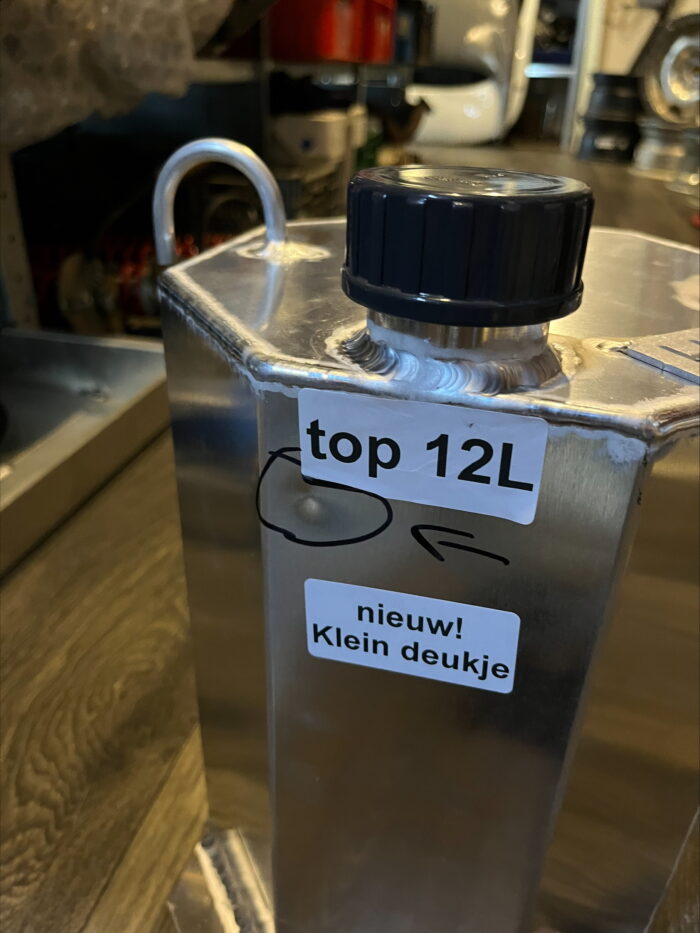 top 12L
nieuw!
Klein deukje